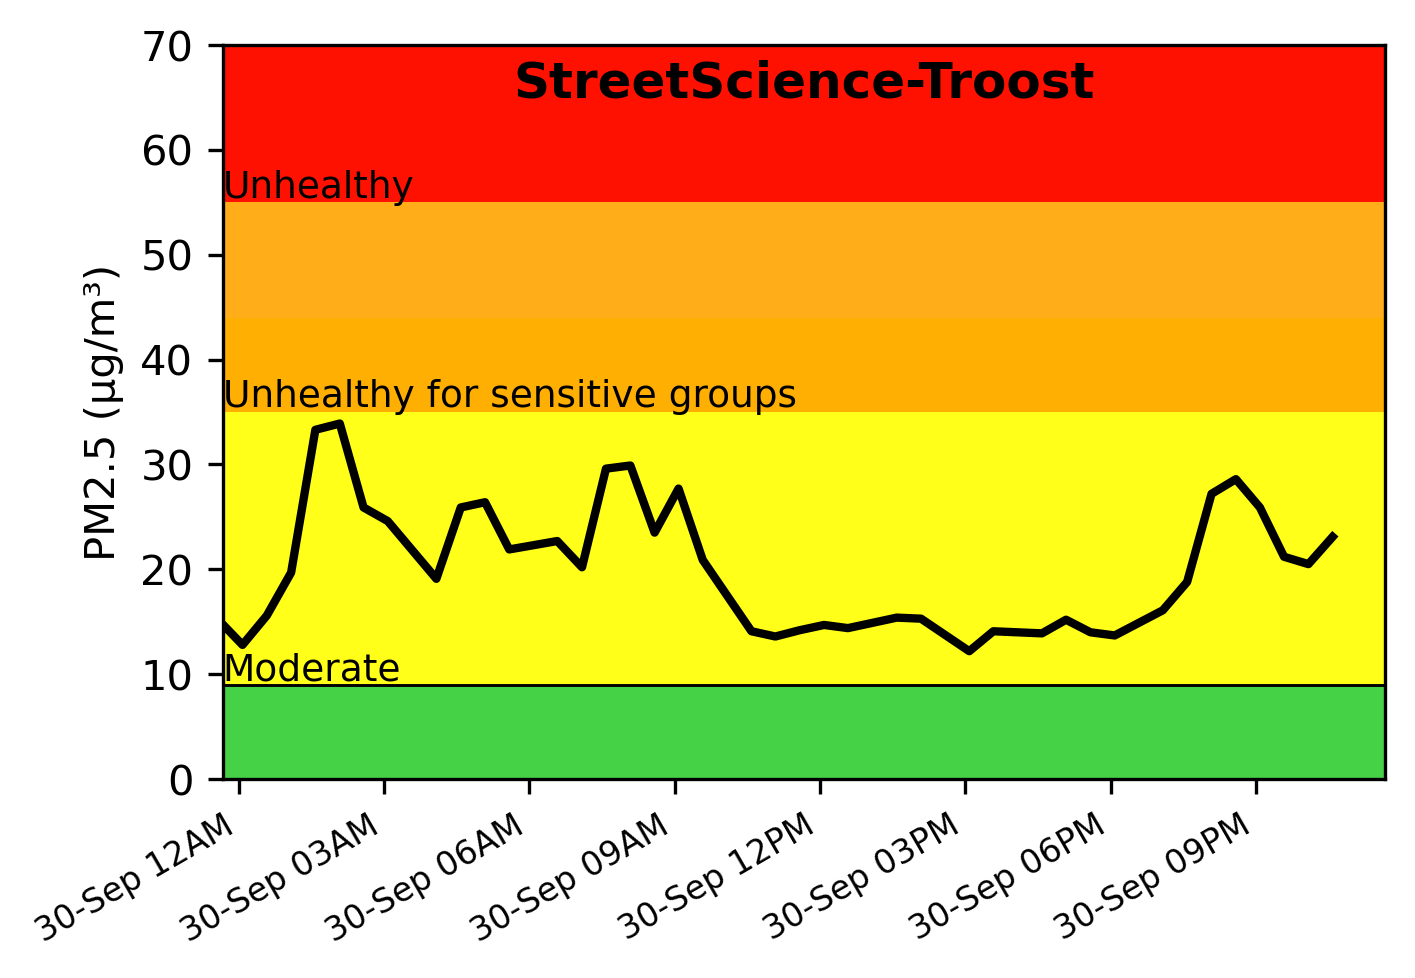 StreetScience-Troost
70
60
50
40
30
20
10
0
PM2.5 (µg/m³)
Unhealthy
Unhealthy for sensitive groups
Moderate
30-Sep 12AM
30-Sep 03AM
30-Sep 06AM
30-Sep 09AM
30-Sep 12PM
30-Sep 03PM
30-Sep 06PM
30-Sep 09PM